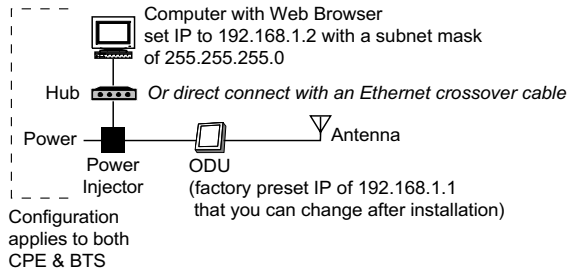 Computer with Web Browser
set IP to 192.168.1.2 with a subnet mask
of 255.255.255.0
Hub
Or direct connect with an Ethernet crossover cable
Power
Antenna
Power
Injector
ODU
(factory preset IP of 192.168.1.1
that you can change after installation)
Configuration
applies to both
CPE & BTS